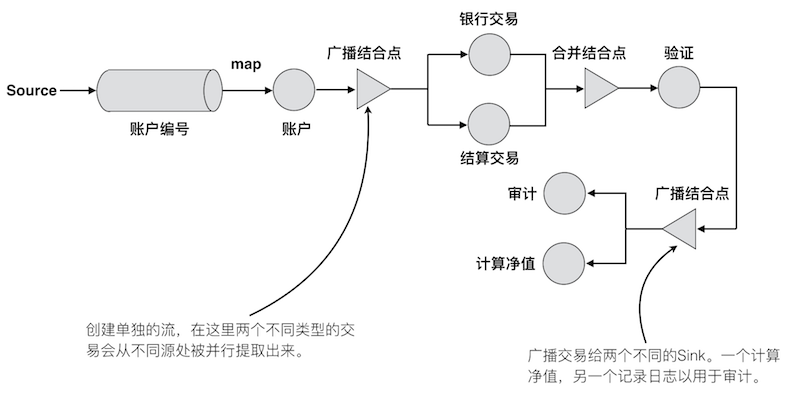 银行交易
广播结合点
合并结合点
验证
map
Source
账户编号
账户
结算交易
审计
广播结合点
计算净值
创建单独的流，在这里两个不同类型的交
易会从不同源处被并行提取出来。
广播交易给两个不同的Sink。一个计算
净值，另一个记录日志以用于审计。